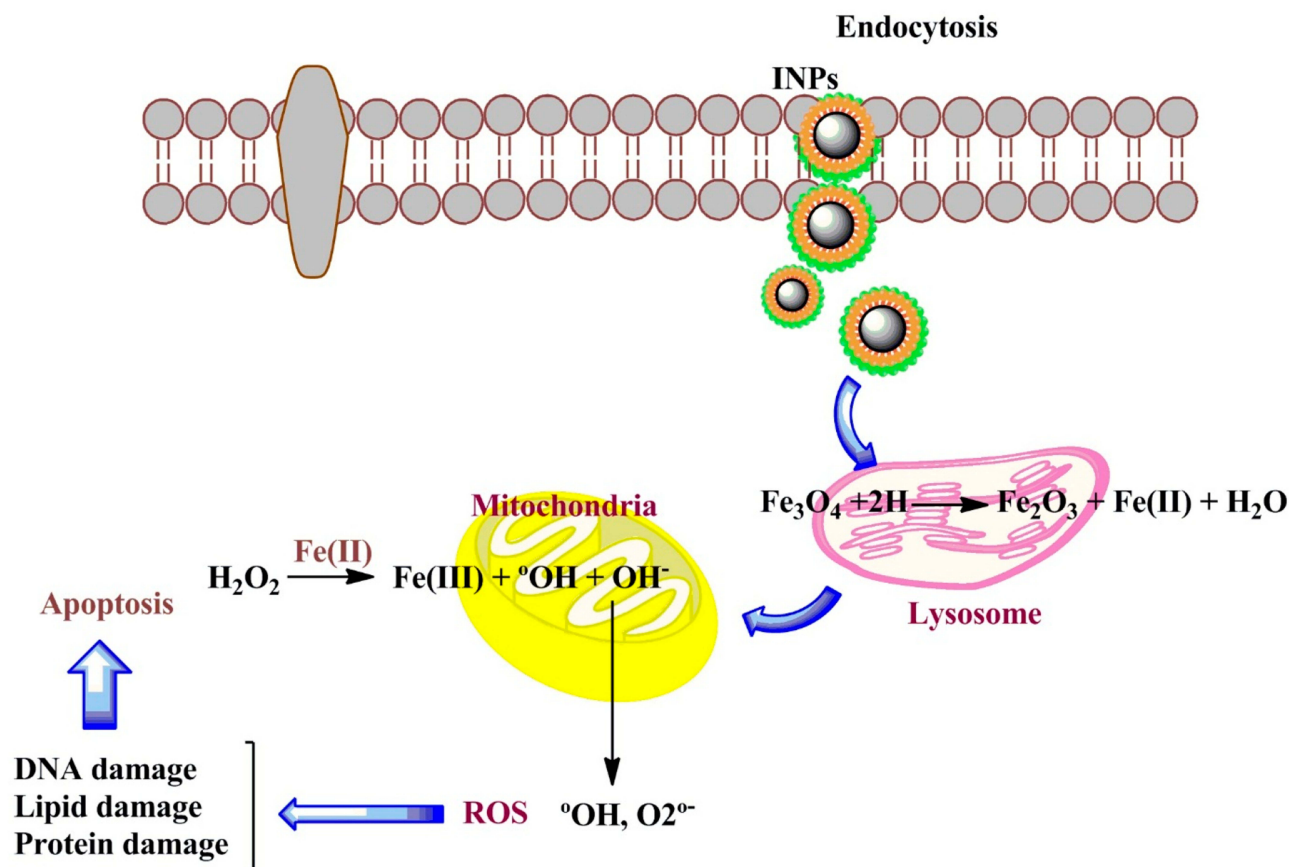 Endocytosis
INPs
Fe₃O₄ +2H → Fe₂O₃ + Fe(II) + H₂O
Lysosome
Mitochondria
Fe(II)
H₂O₂ → Fe(III) + ºOH + OH⁻
Apoptosis
DNA damage
Lipid damage
Protein damage
ROS
ºOH, O2º⁻